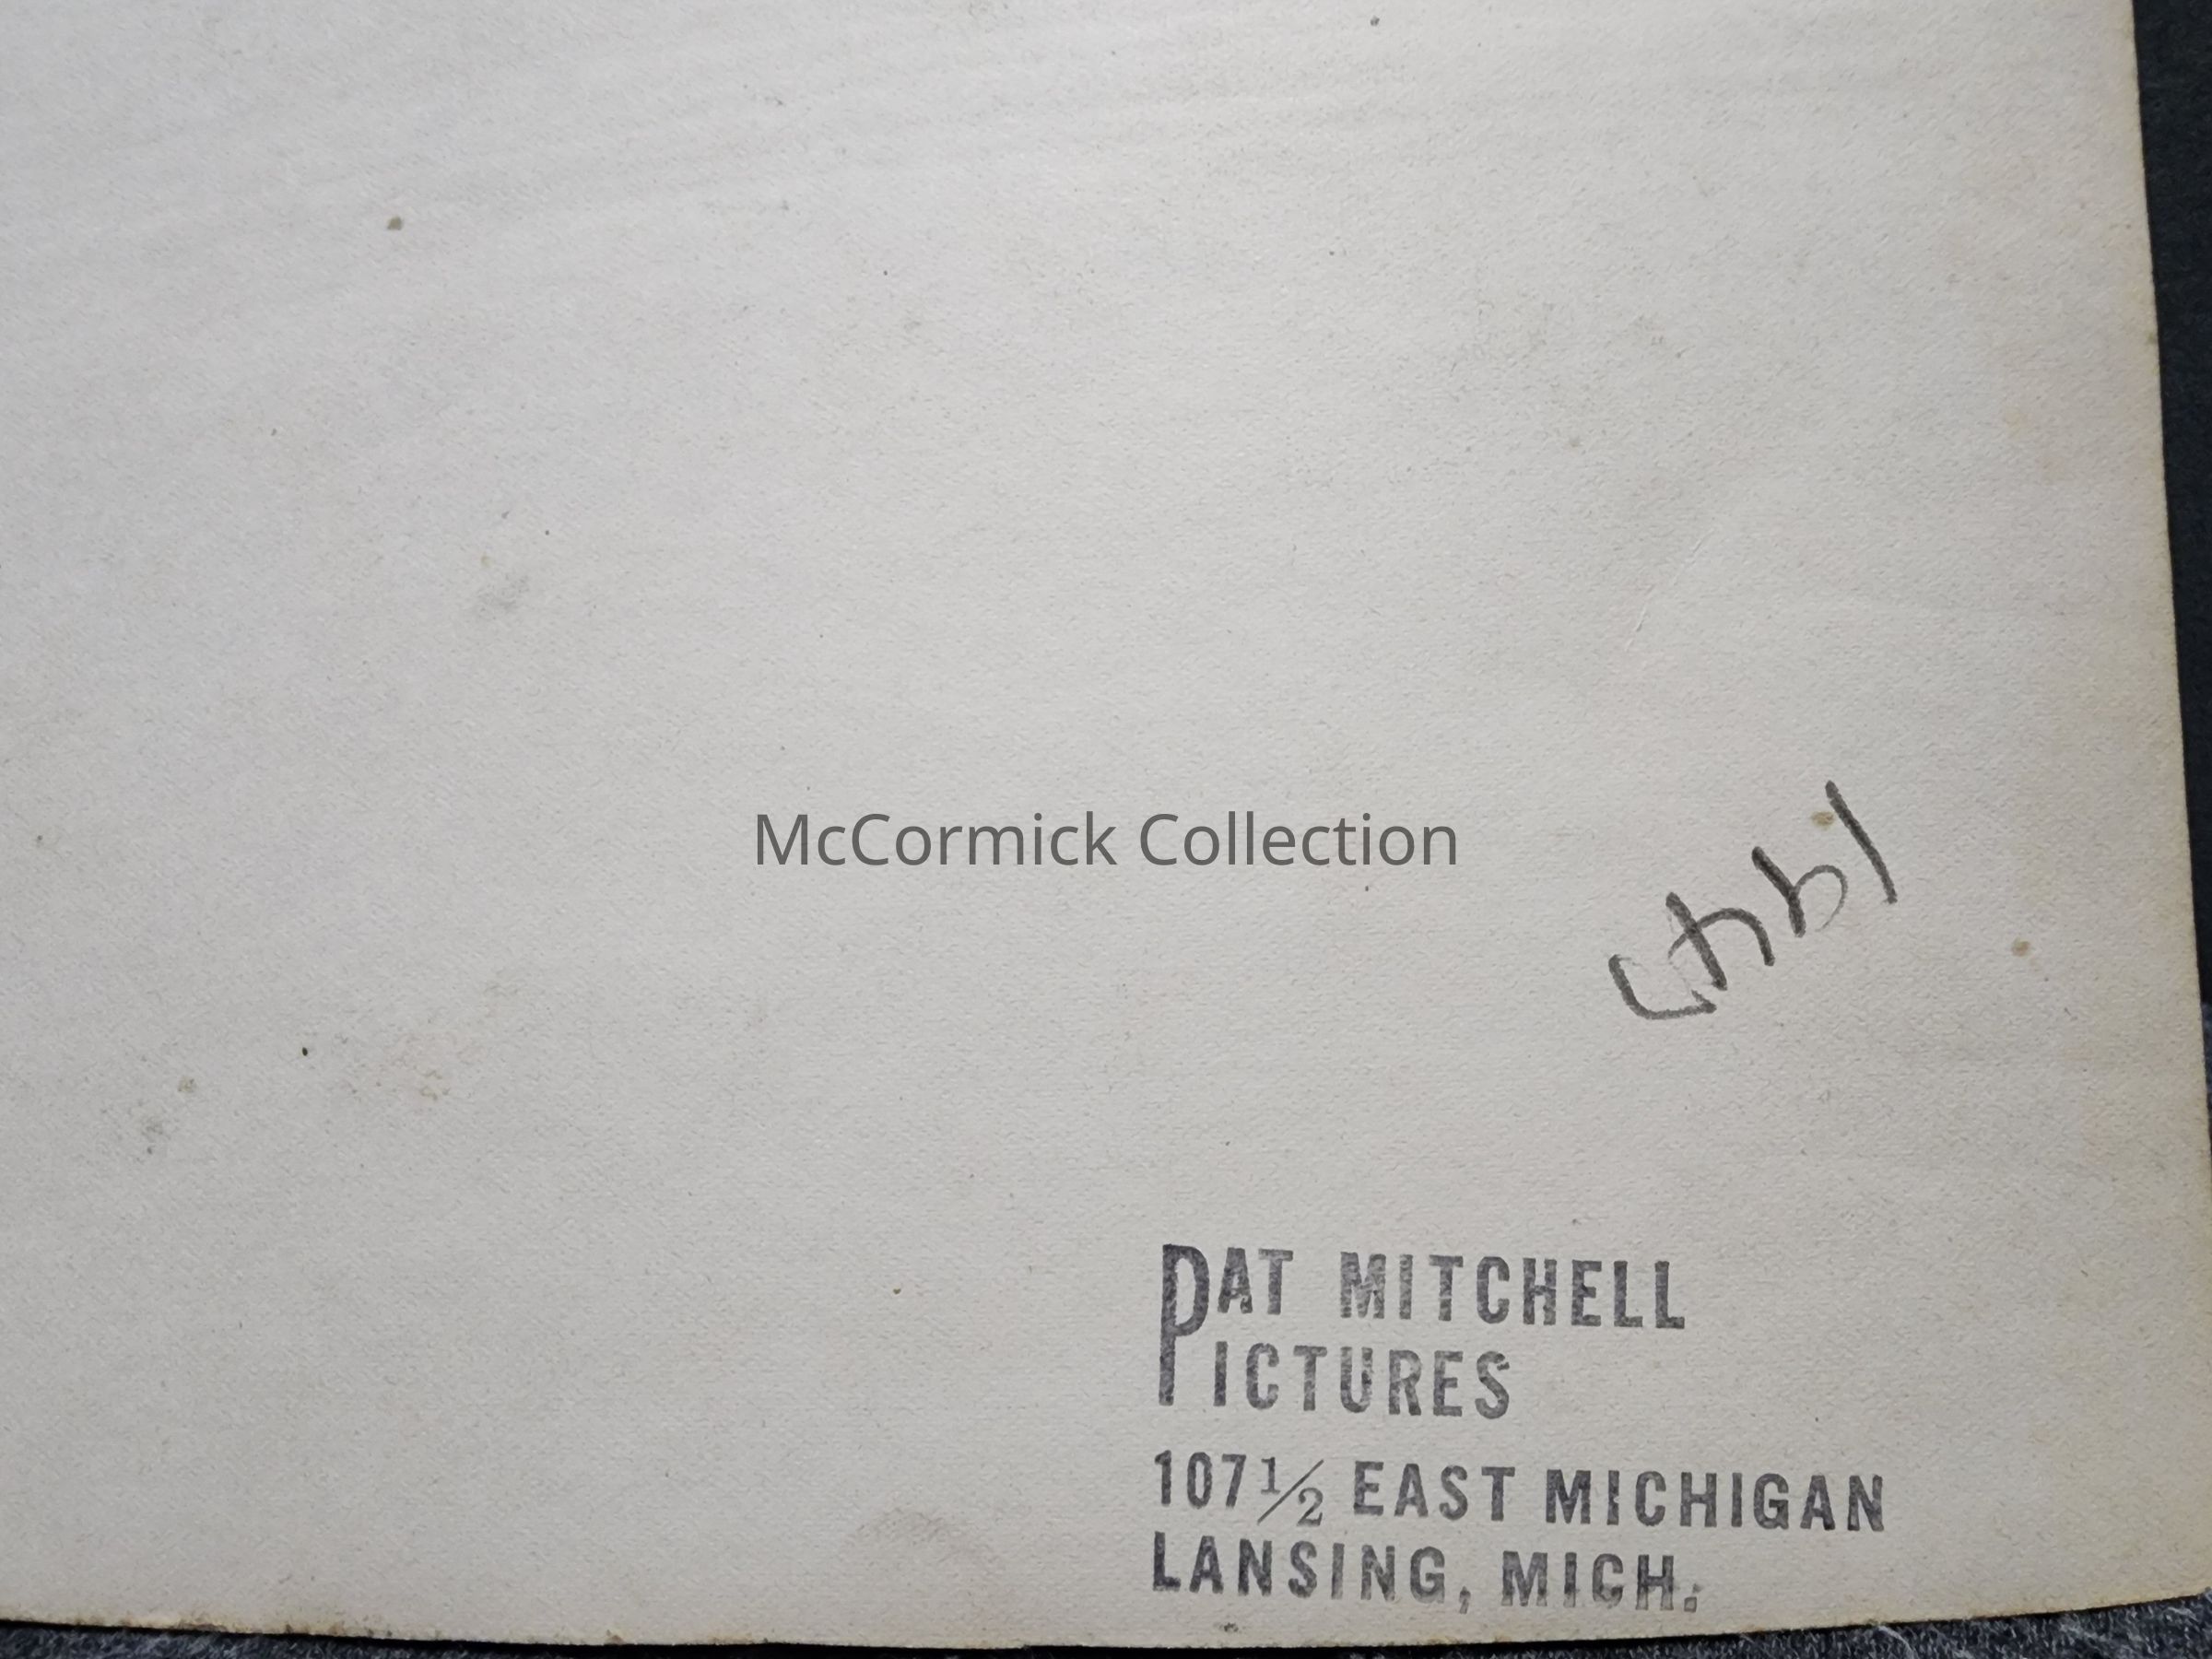 McCormick Collection
1947
PAT MITCHELL
PICTURES
107½ EAST MICHIGAN
LANSING, MICH.